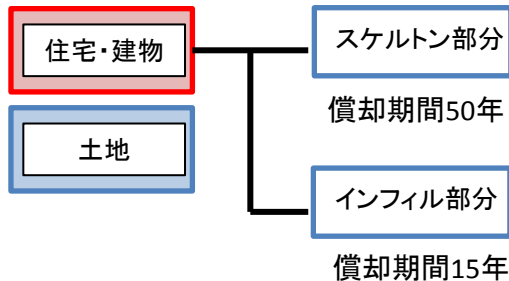 住宅・建物
土地
スケルトン部分
償却期間50年
インフィル部分
償却期間15年